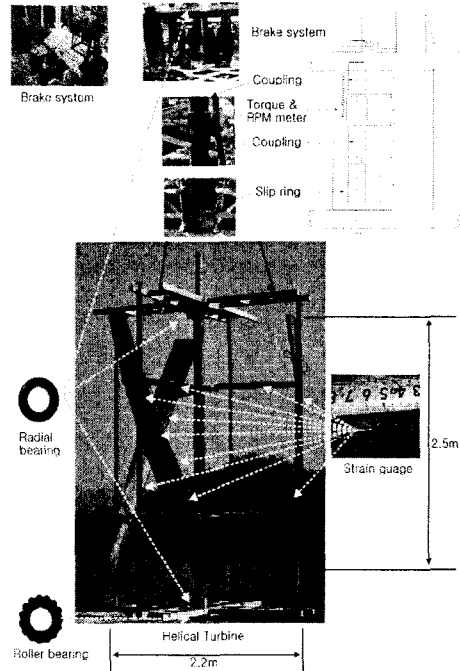 Brake system
Brake system
Coupling
Torque &
RPM meter
Coupling
Slip ring
Radial
bearing
Strain guage
2.5m
Roller bearing
Helical Turbine
2.2m